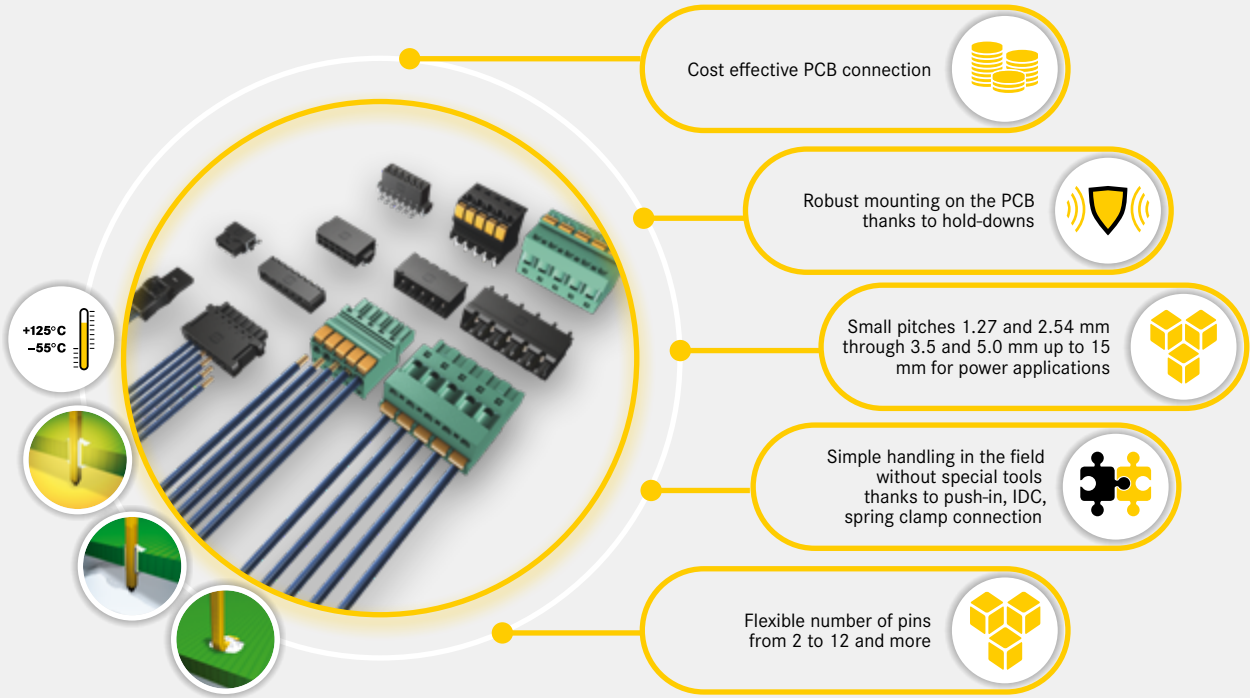 Cost effective PCB connection
Robust mounting on the PCB
thanks to hold-downs
+125°C
–55°C
Small pitches 1.27 and 2.54 mm
through 3.5 and 5.0 mm up to 15
mm for power applications
Simple handling in the field
without special tools
thanks to push-in, IDC,
spring clamp connection
Flexible number of pins
from 2 to 12 and more